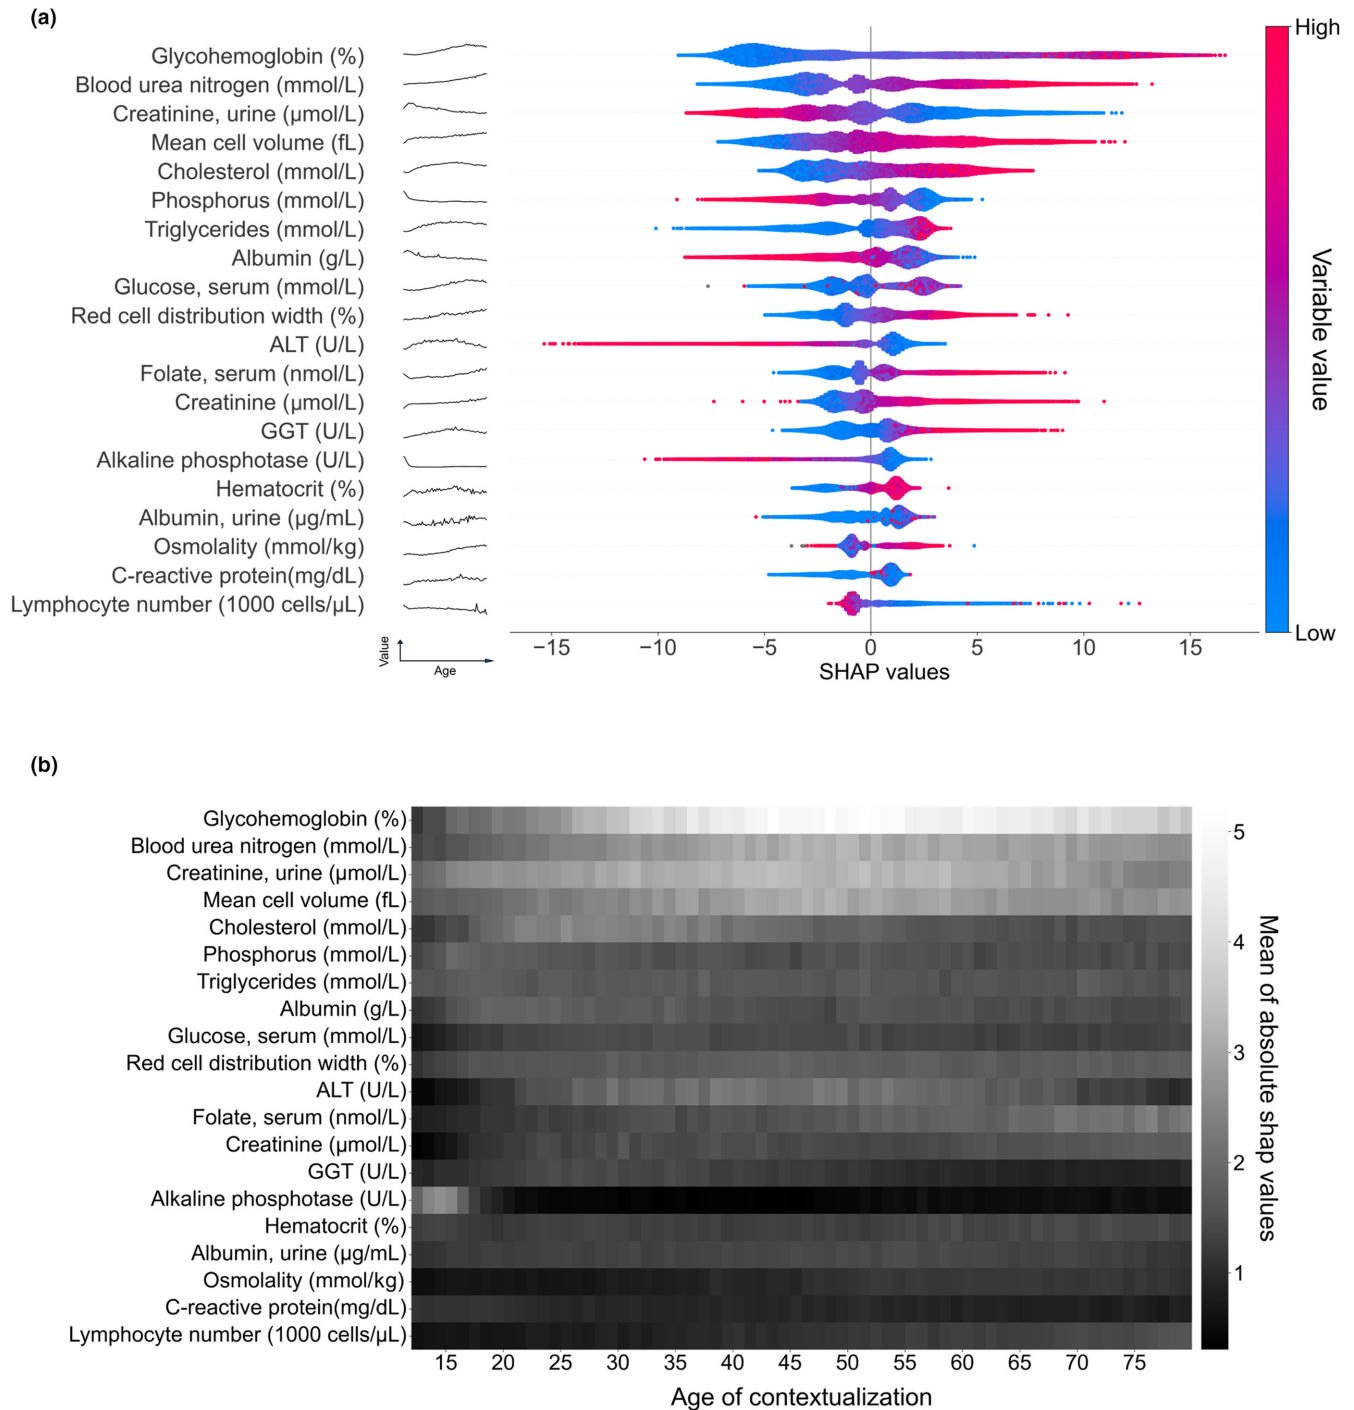 (a)
Glycohemoglobin (%)
Blood urea nitrogen (mmol/L)
Creatinine, urine (µmol/L)
Mean cell volume (fL)
Cholesterol (mmol/L)
Phosphorus (mmol/L)
Triglycerides (mmol/L)
Albumin (g/L)
Glucose, serum (mmol/L)
Red cell distribution width (%)
ALT (U/L)
Folate, serum (nmol/L)
Creatinine (µmol/L)
GGT (U/L)
Alkaline phosphotase (U/L)
Hematocrit (%)
Albumin, urine (µg/mL)
Osmolality (mmol/kg)
C-reactive protein(mg/dL)
Lymphocyte number (1000 cells/µL)
Value
Age
−15 −10 −5 0 5 10 15
SHAP values
High
Variable value
Low
(b)
Glycohemoglobin (%)
Blood urea nitrogen (mmol/L)
Creatinine, urine (µmol/L)
Mean cell volume (fL)
Cholesterol (mmol/L)
Phosphorus (mmol/L)
Triglycerides (mmol/L)
Albumin (g/L)
Glucose, serum (mmol/L)
Red cell distribution width (%)
ALT (U/L)
Folate, serum (nmol/L)
Creatinine (µmol/L)
GGT (U/L)
Alkaline phosphotase (U/L)
Hematocrit (%)
Albumin, urine (µg/mL)
Osmolality (mmol/kg)
C-reactive protein(mg/dL)
Lymphocyte number (1000 cells/µL)
15 20 25 30 35 40 45 50 55 60 65 70 75
Age of contextualization
5
4
3
2
1
Mean of absolute shap values